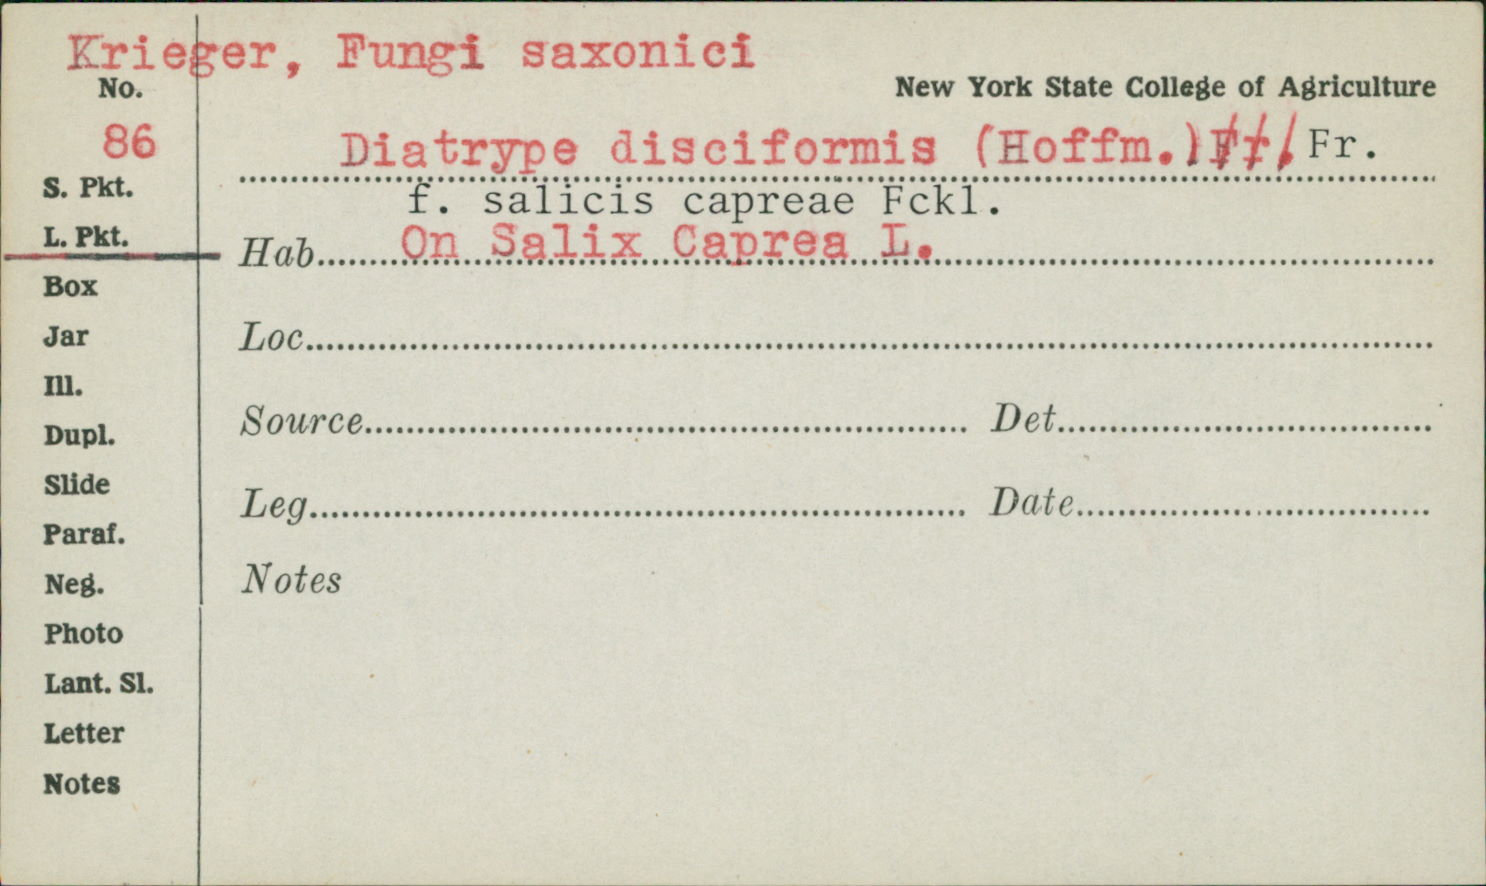 Krieger, Fungi saxonici
No.
New York State College of Agriculture
86
Diatrype disciformis (Hoffm.) Fr. Fr.
S. Pkt.
f. salicis capreae Fckl.
L. Pkt.
Hab. On Salix Caprea L.
Box
Jar
Loc.
Ill.
Dupl.
Source Det.
Slide
Leg. Date
Paraf.
Neg.
Notes
Photo
Lant. Sl.
Letter
Notes